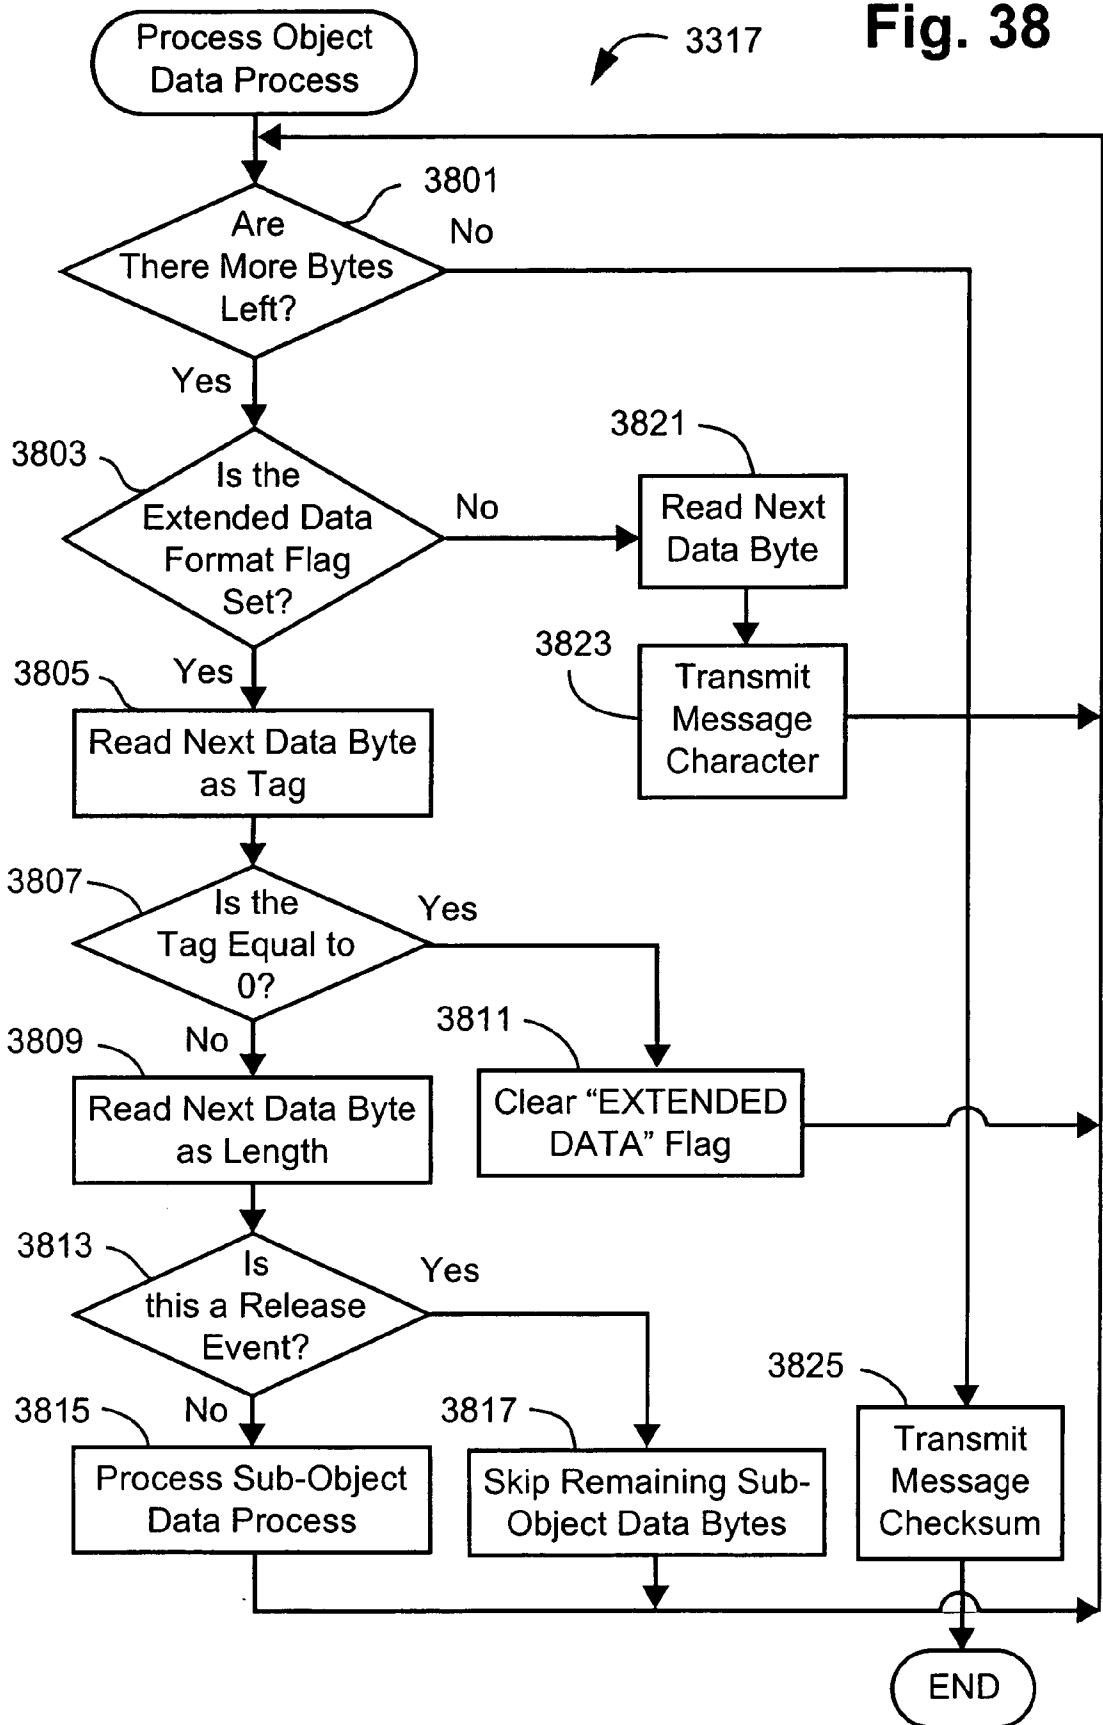 Process Object
Data Process
3317
Fig. 38
3801
Are
There More Bytes
Left?
No
Yes
3803
Is the
Extended Data
Format Flag
Set?
No
3821
Read Next
Data Byte
Yes
3823
Transmit
Message
Character
3805
Read Next Data Byte
as Tag
3807
Is the
Tag Equal to
0?
Yes
No
3809
Read Next Data Byte
as Length
3811
Clear “EXTENDED
DATA” Flag
3813
Is
this a Release
Event?
Yes
No
3815
Process Sub-Object
Data Process
3817
Skip Remaining Sub-
Object Data Bytes
3825
Transmit
Message
Checksum
END